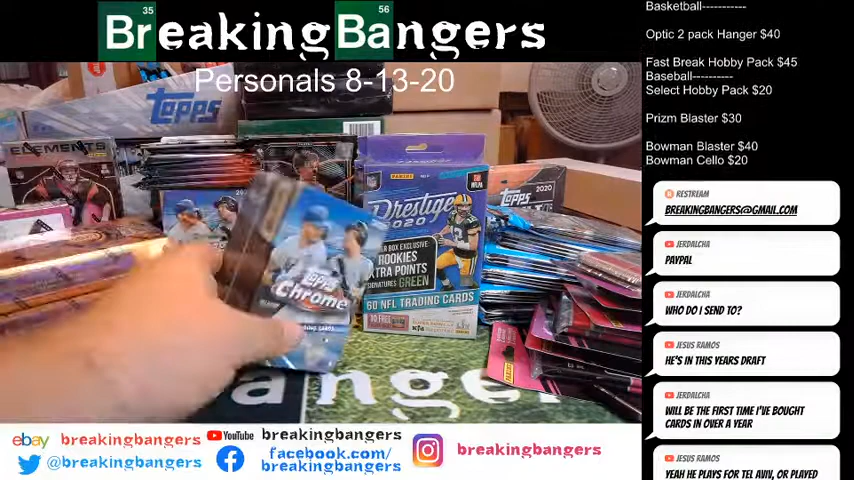 35
56
BreakingBangers
Personals 8-13-20
Basketball-----------
Optic 2 pack Hanger $40
Fast Break Hobby Pack $45
Baseball----------
Select Hobby Pack $20
Prizm Blaster $30
Bowman Blaster $40
Bowman Cello $20
RESTREAM
BREAKINGBANGERS@GMAIL.COM
JERDALCHA
PAYPAL
JERDALCHA
WHO DO I SEND TO?
JESUS RAMOS
HE'S IN THIS YEARS DRAFT
JERDALCHA
WILL BE THE FIRST TIME I'VE BOUGHT
CARDS IN OVER A YEAR
JESUS RAMOS
YEAH HE PLAYS FOR TEL AVIV, OR PLAYED
topps
ELEMENTS
PANINI
Prestige
2020
ROOKIES
XTRA POINTS
SIGNATURES GREEN
60 NFL TRADING CARDS
topps
2020
Topps
Chrome
ange
ebay breakingbangers
YouTube breakingbangers
@breakingbangers
facebook.com/
breakingbangers
breakingbangers